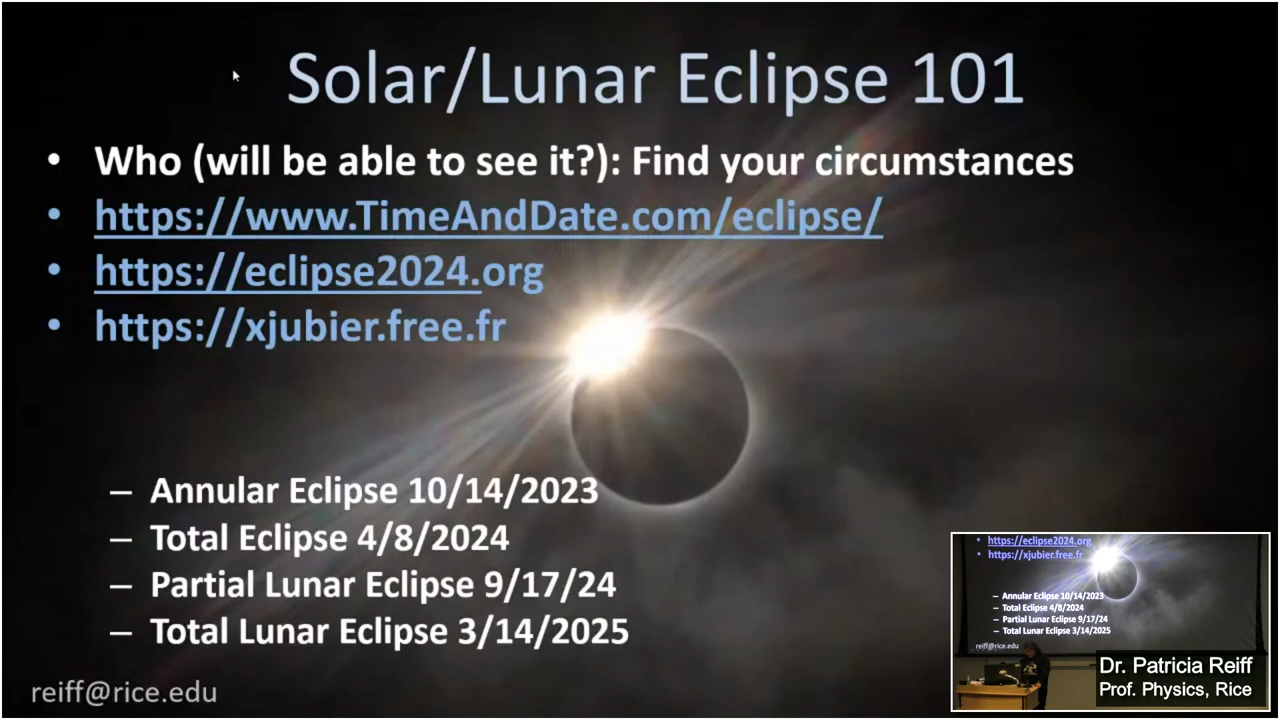 Solar/Lunar Eclipse 101
• Who (will be able to see it?): Find your circumstances
• https://www.TimeAndDate.com/eclipse/
• https://eclipse2024.org
• https://xjubier.free.fr
– Annular Eclipse 10/14/2023
– Total Eclipse 4/8/2024
– Partial Lunar Eclipse 9/17/24
– Total Lunar Eclipse 3/14/2025
reiff@rice.edu
• https://eclipse2024.org
• https://xjubier.free.fr
– Annular Eclipse 10/14/2023
– Total Eclipse 4/8/2024
– Partial Lunar Eclipse 9/17/24
– Total Lunar Eclipse 3/14/2025
reiff@rice.edu
Dr. Patricia Reiff
Prof. Physics, Rice